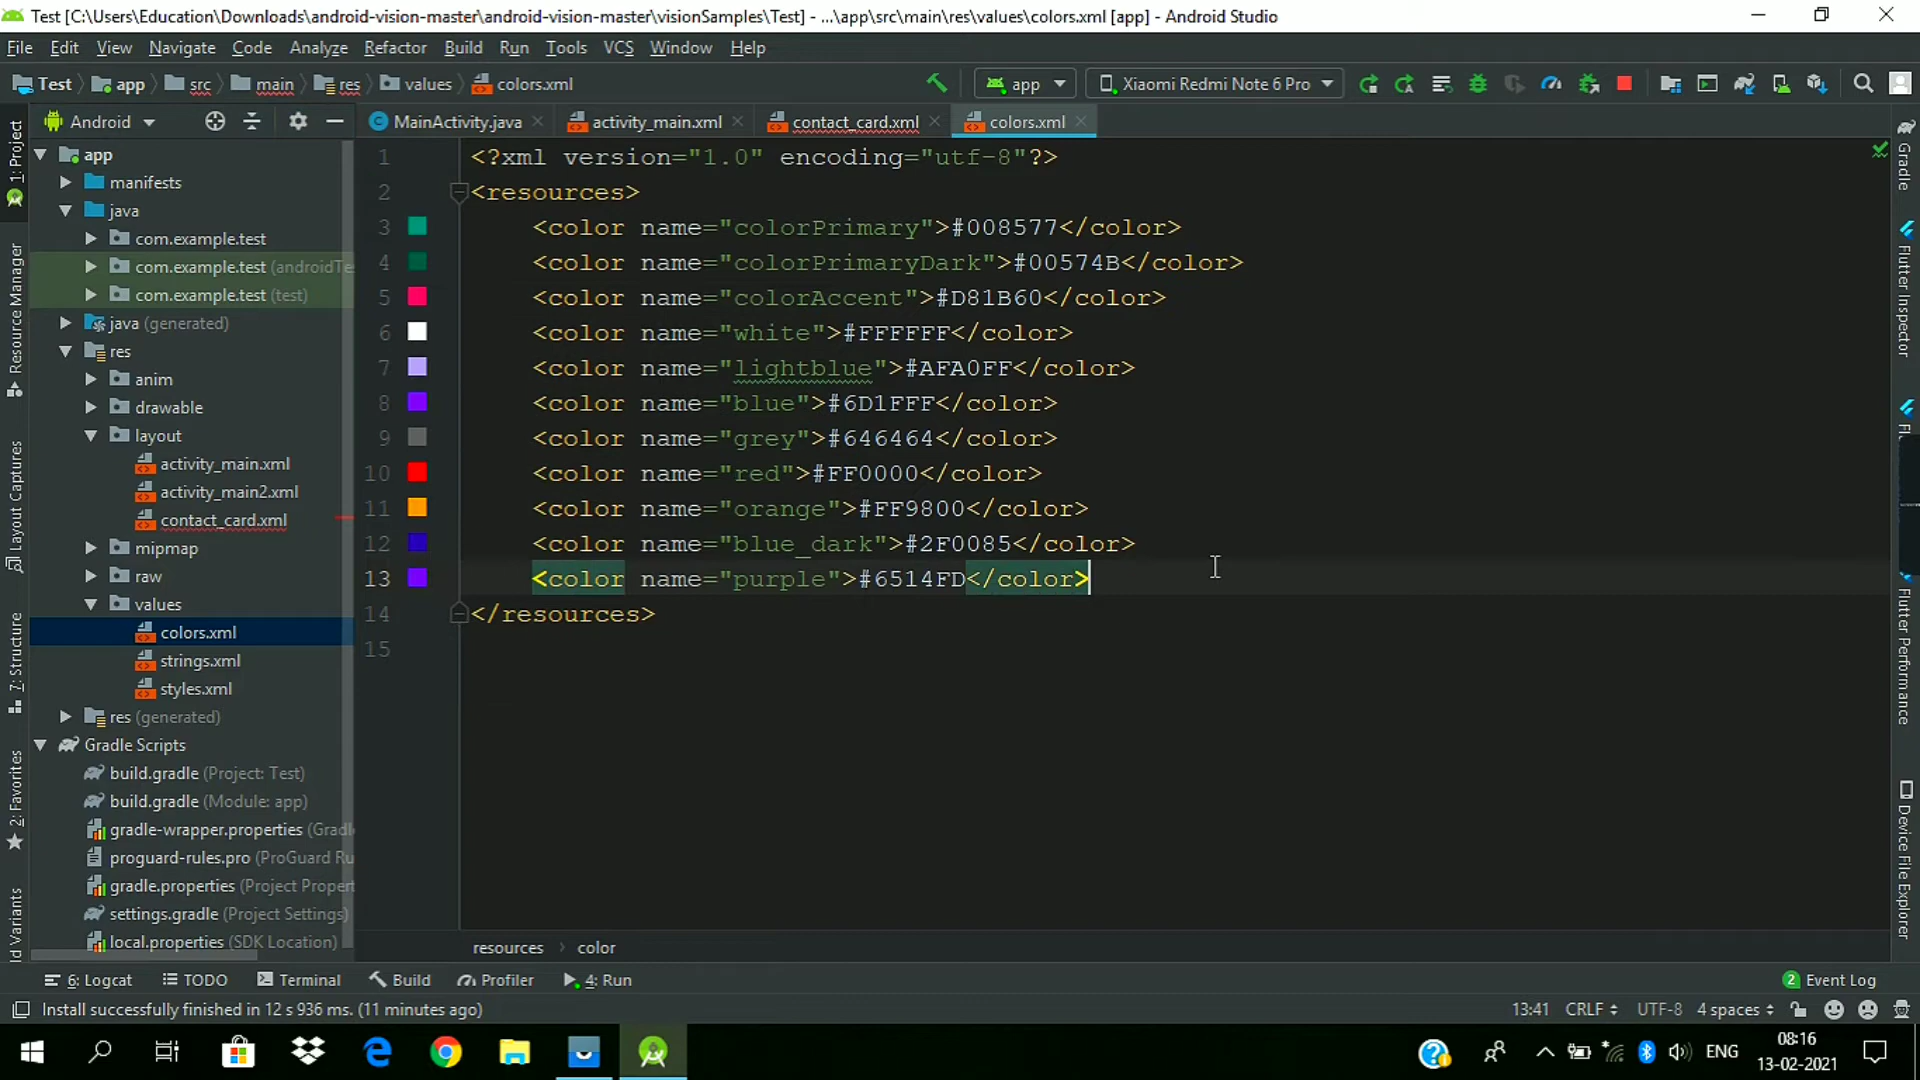 Test [C:\Users\Education\Downloads\android-vision-master\android-vision-master\visionSamples\Test] - ...\app\src\main\res\values\colors.xml [app] - Android Studio
File Edit View Navigate Code Analyze Refactor Build Run Tools VCS Window Help
Test app src main res values colors.xml app Xiaomi Redmi Note 6 Pro
Android MainActivity.java activity_main.xml contact_card.xml colors.xml
1: Project
Resource Manager
Layout Captures
7: Structure
2: Favorites
ld Variants
app
manifests
java
com.example.test
com.example.test (androidTe
com.example.test (test)
java (generated)
res
anim
drawable
layout
activity_main.xml
activity_main2.xml
contact_card.xml
mipmap
raw
values
colors.xml
strings.xml
styles.xml
res (generated)
Gradle Scripts
build.gradle (Project: Test)
build.gradle (Module: app)
gradle-wrapper.properties (Gradl
proguard-rules.pro (ProGuard Ru
gradle.properties (Project Propert
settings.gradle (Project Settings)
local.properties (SDK Location)
1 <?xml version="1.0" encoding="utf-8"?>
2 <resources>
3 <color name="colorPrimary">#008577</color>
4 <color name="colorPrimaryDark">#00574B</color>
5 <color name="colorAccent">#D81B60</color>
6 <color name="white">#FFFFFF</color>
7 <color name="lightblue">#AFA0FF</color>
8 <color name="blue">#6D1FFF</color>
9 <color name="grey">#646464</color>
10 <color name="red">#FF0000</color>
11 <color name="orange">#FF9800</color>
12 <color name="blue_dark">#2F0085</color>
13 <color name="purple">#6514FD</color>
14 </resources>
15
resources › color
Gradle
Flutter Inspector
Flutter Performance
Device File Explorer
6: Logcat TODO Terminal Build Profiler 4: Run 2 Event Log
Install successfully finished in 12 s 936 ms. (11 minutes ago) 13:41 CRLF UTF-8 4 spaces
ENG
08:16
13-02-2021